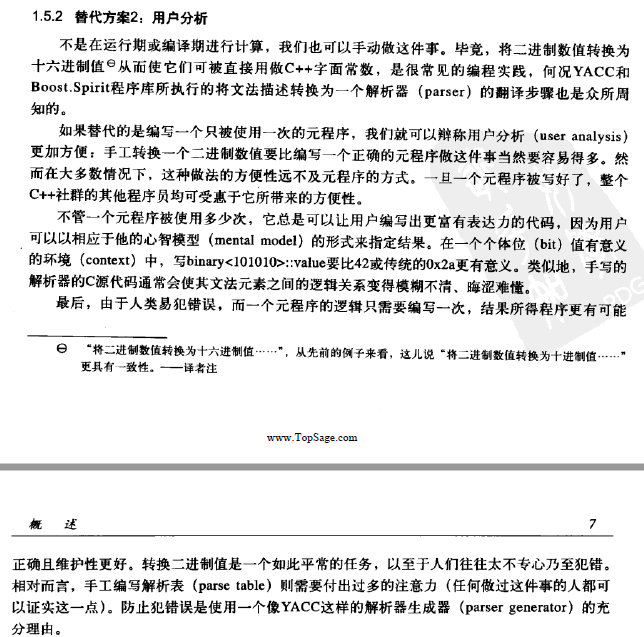 1.5.2 替代方案2：用户分析
不是在运行期或编译期进行计算，我们也可以手动做这件事。毕竟，将二进制数值转换为
十六进制值⊖从而使它们可被直接用做C++字面常数，是很常见的编程实践，何况YACC和
Boost.Spirit程序库所执行的将文法描述转换为一个解析器（parser）的翻译步骤也是众所周
知的。
如果替代的是编写一个只被使用一次的元程序，我们就可以辩称用户分析（user analysis）
更加方便：手工转换一个二进制数值要比编写一个正确的元程序做这件事当然要容易得多。然
而在大多数情况下，这种做法的方便性远不及元程序的方式。一旦一个元程序被写好了，整个
C++社群的其他程序员均可受惠于它所带来的方便性。
不管一个元程序被使用多少次，它总是可以让用户编写出更富有表达力的代码，因为用户
可以以相应于他的心智模型（mental model）的形式来指定结果。在一个个体位（bit）值有意义
的环境（context）中，写binary<101010>::value要比42或传统的0x2a更有意义。类似地，手写的
解析器的C源代码通常会使其文法元素之间的逻辑关系变得模糊不清、晦涩难懂。
最后，由于人类易犯错误，而一个元程序的逻辑只需要编写一次，结果所得程序更有可能
⊖ “将二进制数值转换为十六进制值……”，从先前的例子来看，这儿说“将二进制数值转换为十进制值……”
更具有一致性。——译者注
www.TopSage.com
概 述 7
正确且维护性更好。转换二进制值是一个如此平常的任务，以至于人们往往太不专心乃至犯错。
相对而言，手工编写解析表（parse table）则需要付出过多的注意力（任何做过这件事的人都可
以证实这一点）。防止犯错误是使用一个像YACC这样的解析器生成器（parser generator）的充
分理由。